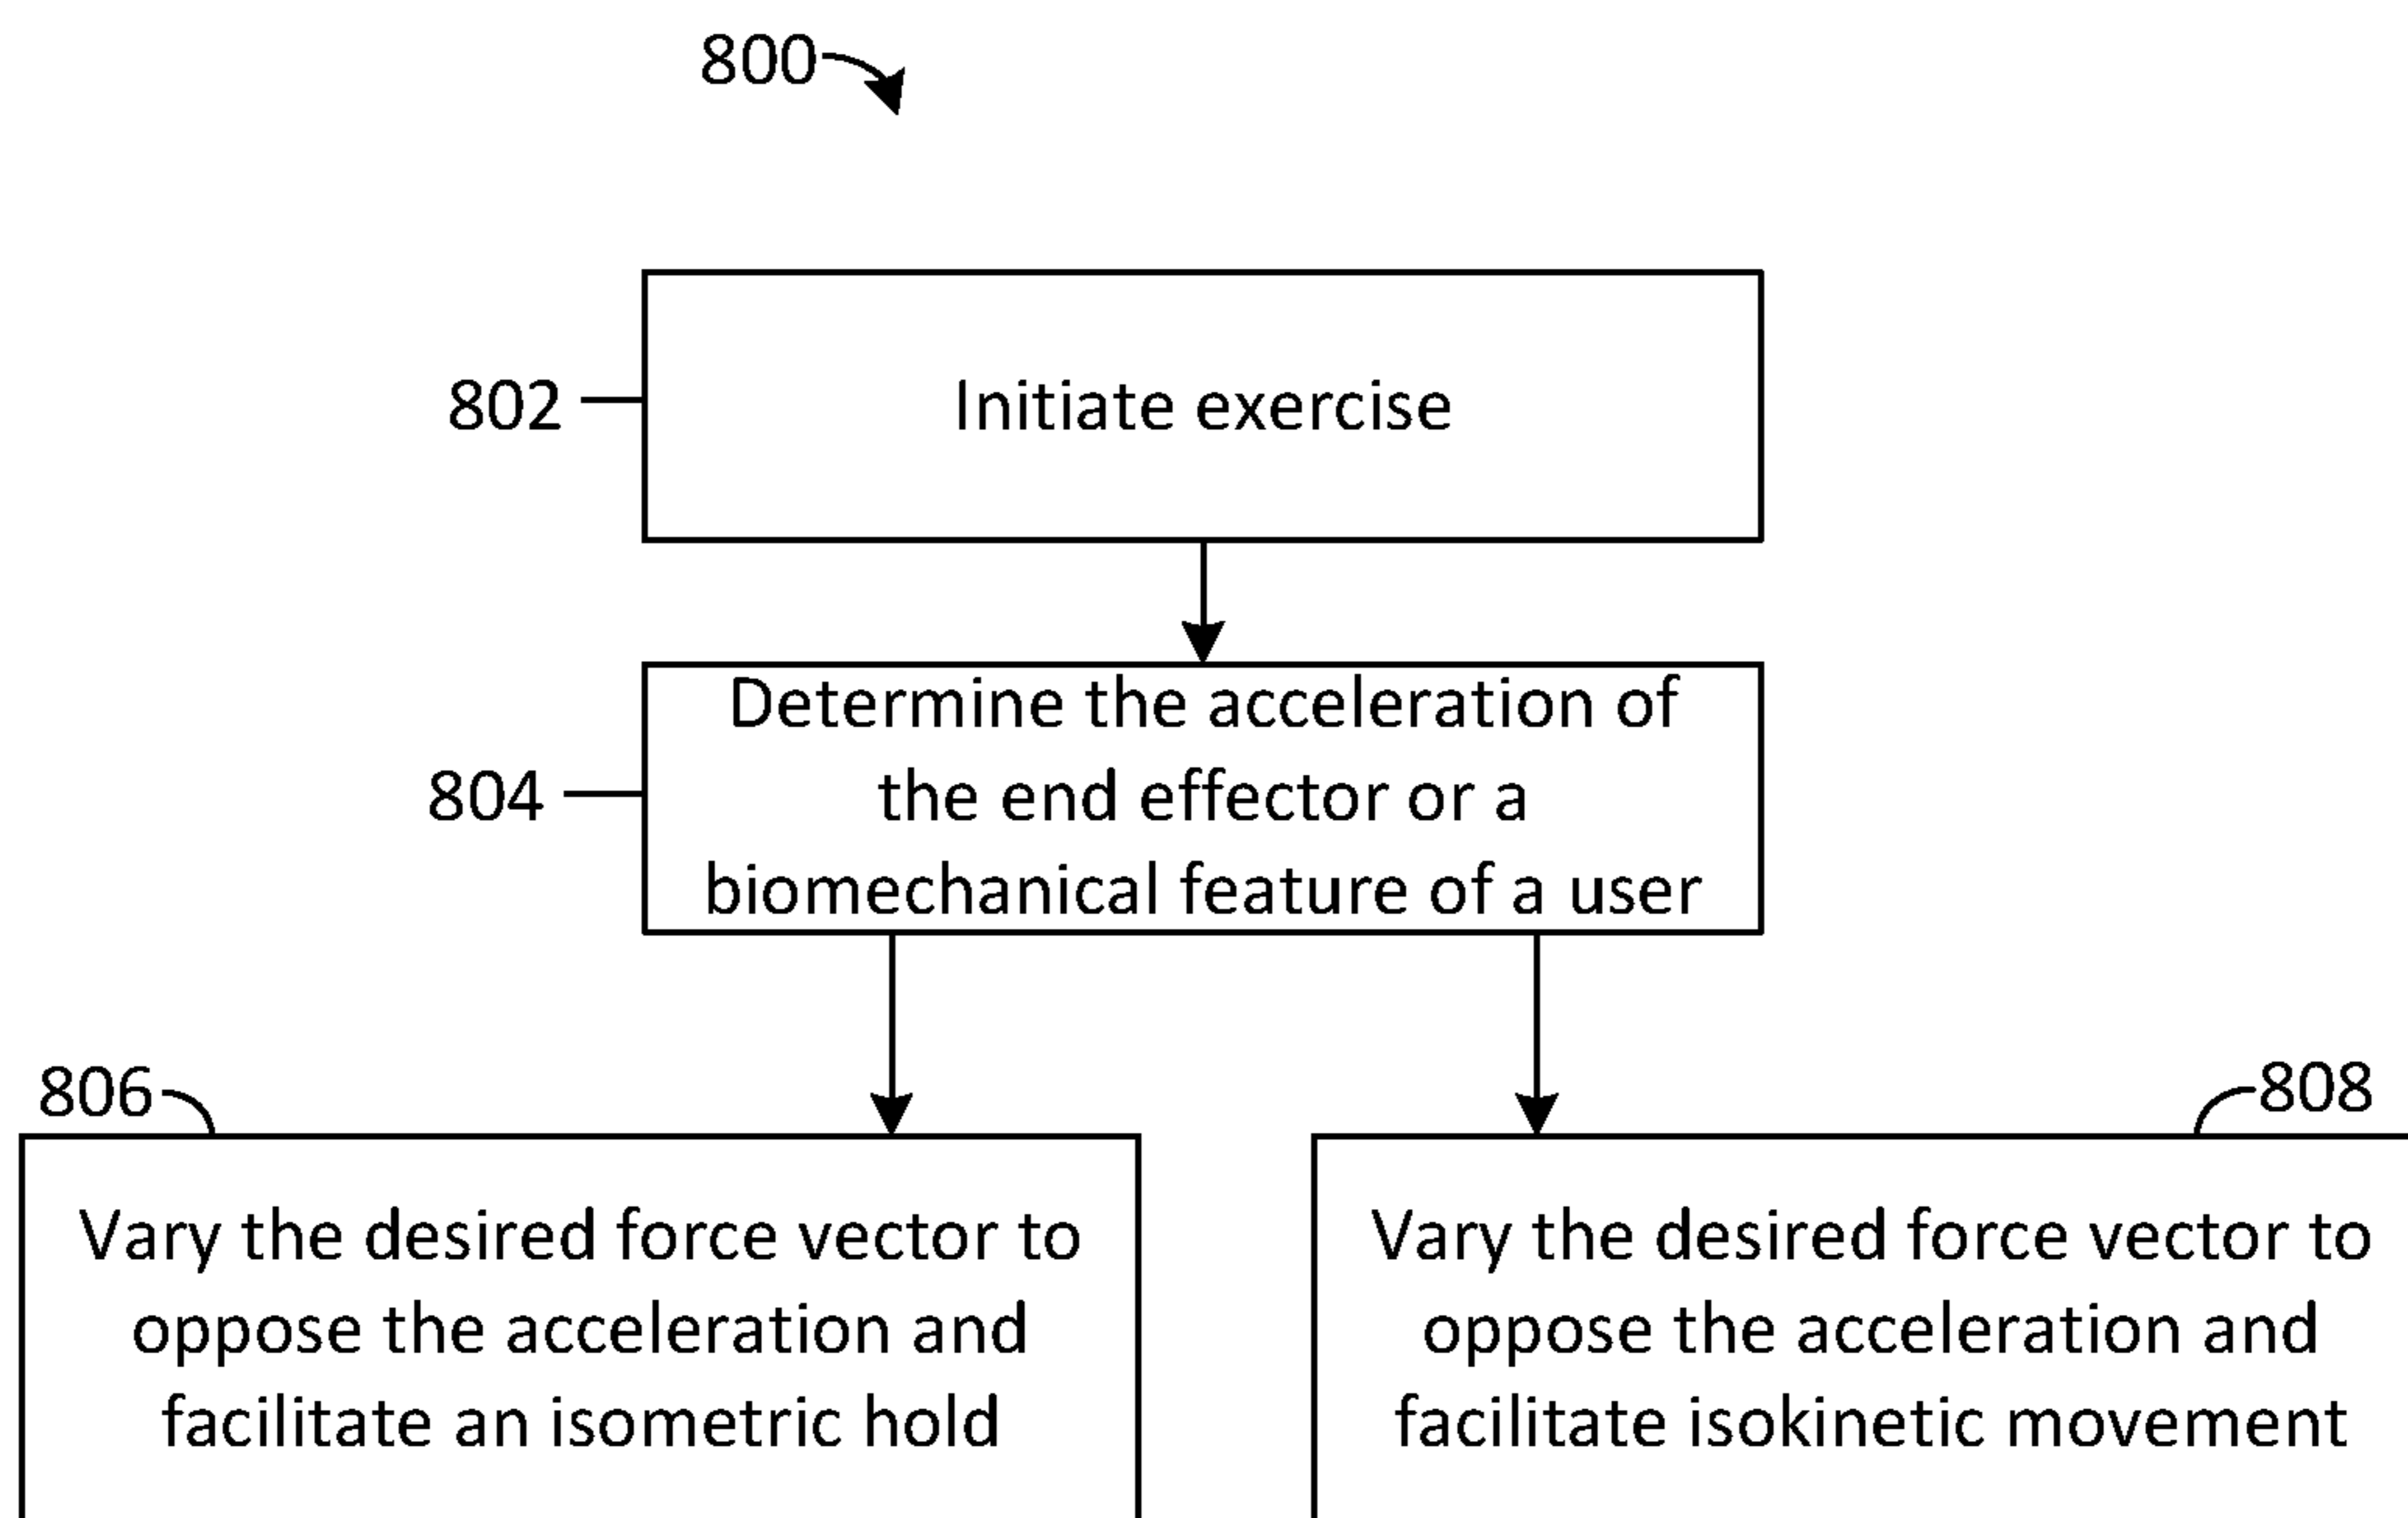 800
802
Initiate exercise
804
Determine the acceleration of
the end effector or a
biomechanical feature of a user
806
808
Vary the desired force vector to
oppose the acceleration and
facilitate an isometric hold
Vary the desired force vector to
oppose the acceleration and
facilitate isokinetic movement